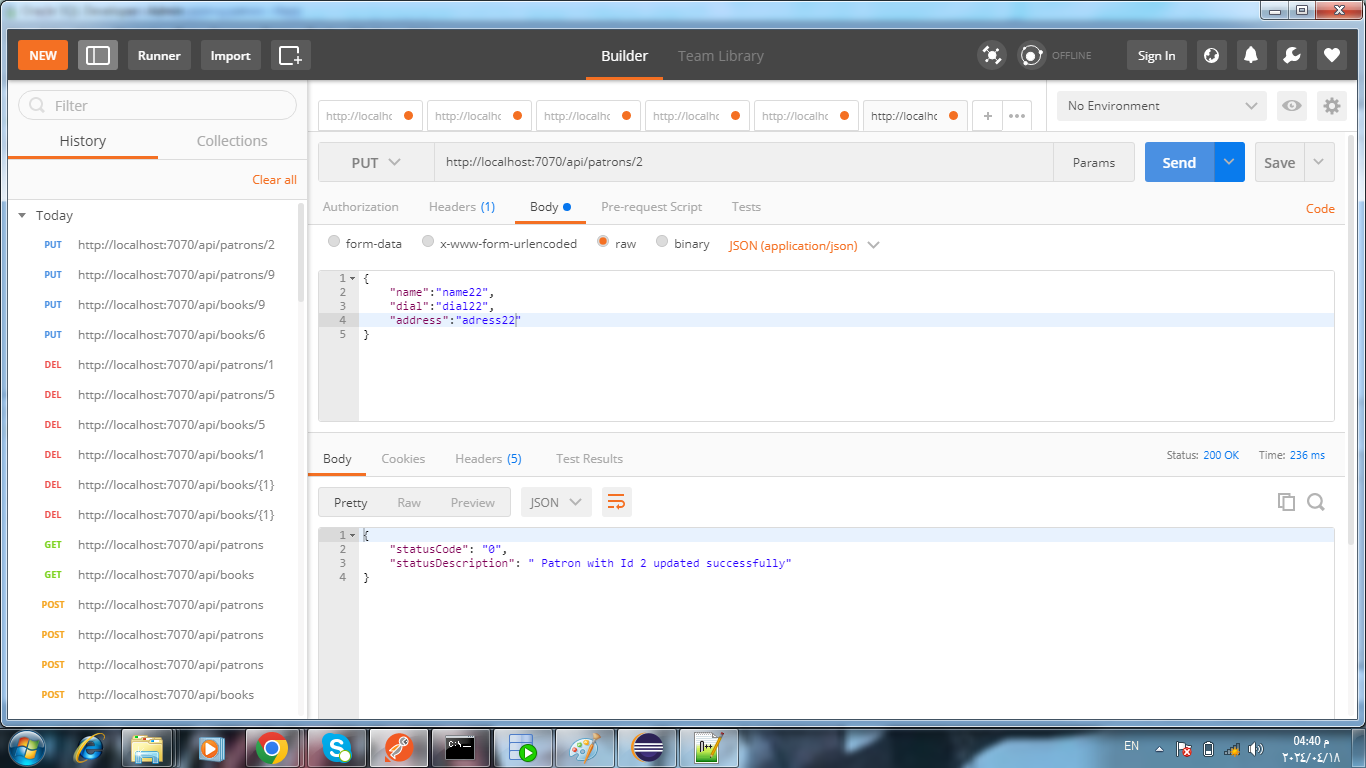 NEW
Runner
Import
Builder
Team Library
OFFLINE
Sign In
Filter
History
Collections
Clear all
Today
PUT http://localhost:7070/api/patrons/2
PUT http://localhost:7070/api/patrons/9
PUT http://localhost:7070/api/books/9
PUT http://localhost:7070/api/books/6
DEL http://localhost:7070/api/patrons/1
DEL http://localhost:7070/api/patrons/5
DEL http://localhost:7070/api/books/5
DEL http://localhost:7070/api/books/1
DEL http://localhost:7070/api/books/{1}
DEL http://localhost:7070/api/books/{1}
GET http://localhost:7070/api/patrons
GET http://localhost:7070/api/books
POST http://localhost:7070/api/patrons
POST http://localhost:7070/api/patrons
POST http://localhost:7070/api/patrons
POST http://localhost:7070/api/books
http://localhc http://localhc http://localhc http://localhc http://localhc http://localhc
No Environment
PUT http://localhost:7070/api/patrons/2 Params Send Save
Authorization Headers (1) Body Pre-request Script Tests Code
form-data x-www-form-urlencoded raw binary JSON (application/json)
1 {
2 "name":"name22",
3 "dial":"dial22",
4 "address":"adress22"
5 }
Body Cookies Headers (5) Test Results Status: 200 OK Time: 236 ms
Pretty Raw Preview JSON
1 {
2 "statusCode": "0",
3 "statusDescription": " Patron with Id 2 updated successfully"
4 }
EN
04:40 م
٢٠٢٤/٠٤/١٨